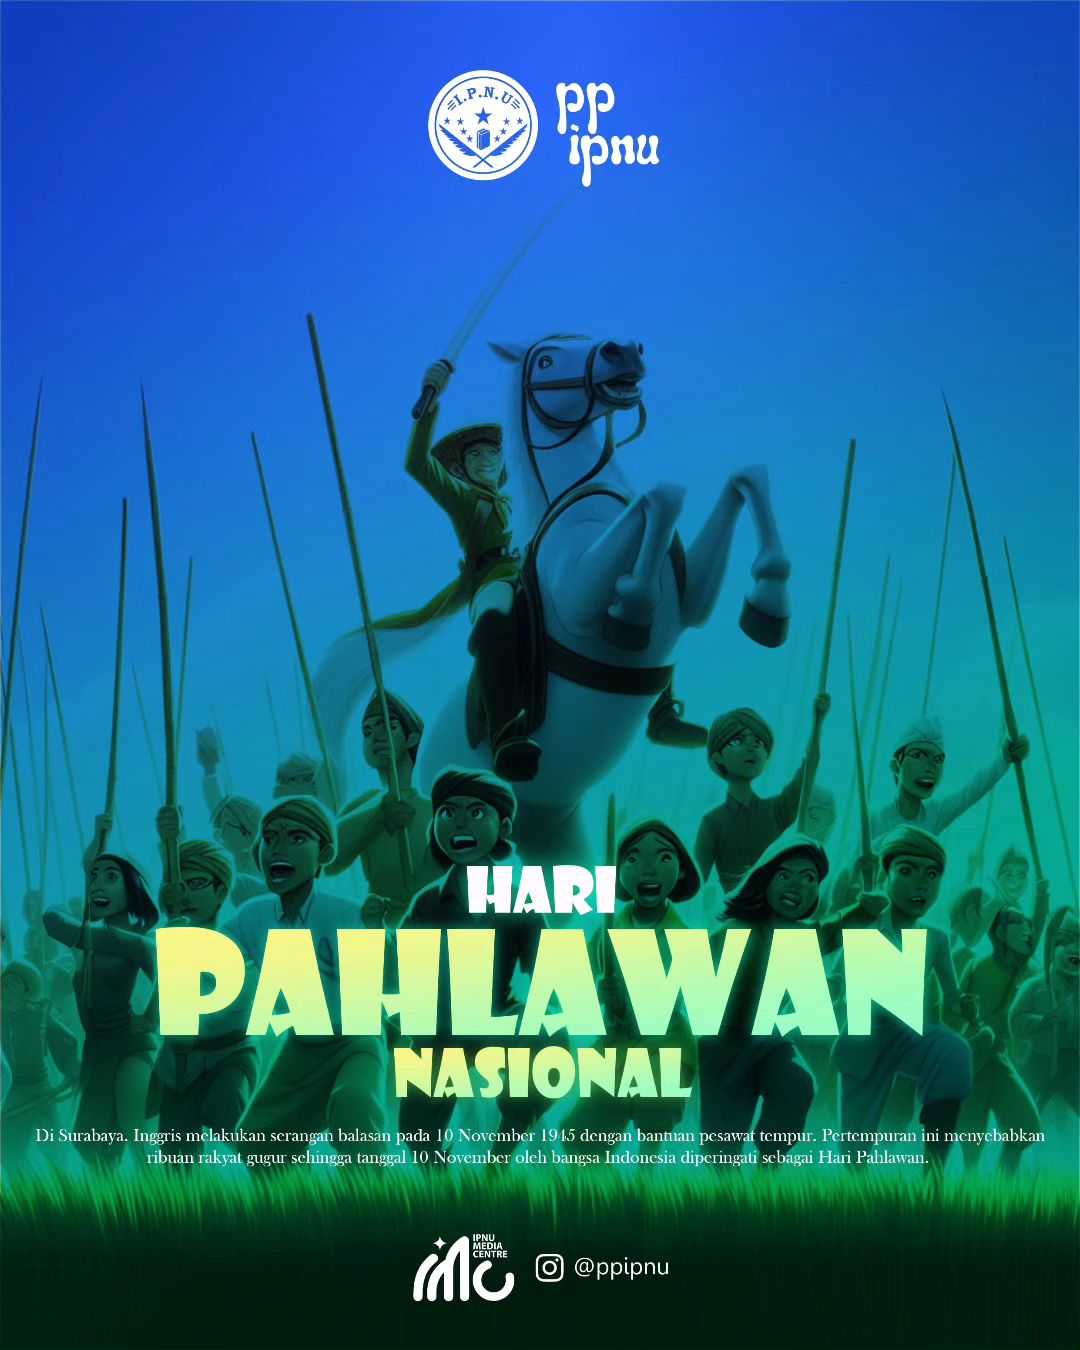 I.P.N.U
pp
ipnu
HARI
PAHLAWAN
NASIONAL
Di Surabaya. Inggris melakukan serangan balasan pada 10 November 1945 dengan bantuan pesawat tempur. Pertempuran ini menyebabkan
ribuan rakyat gugur sehingga tanggal 10 November oleh bangsa Indonesia diperingati sebagai Hari Pahlawan.
IPNU
MEDIA
CENTRE
@ppipnu